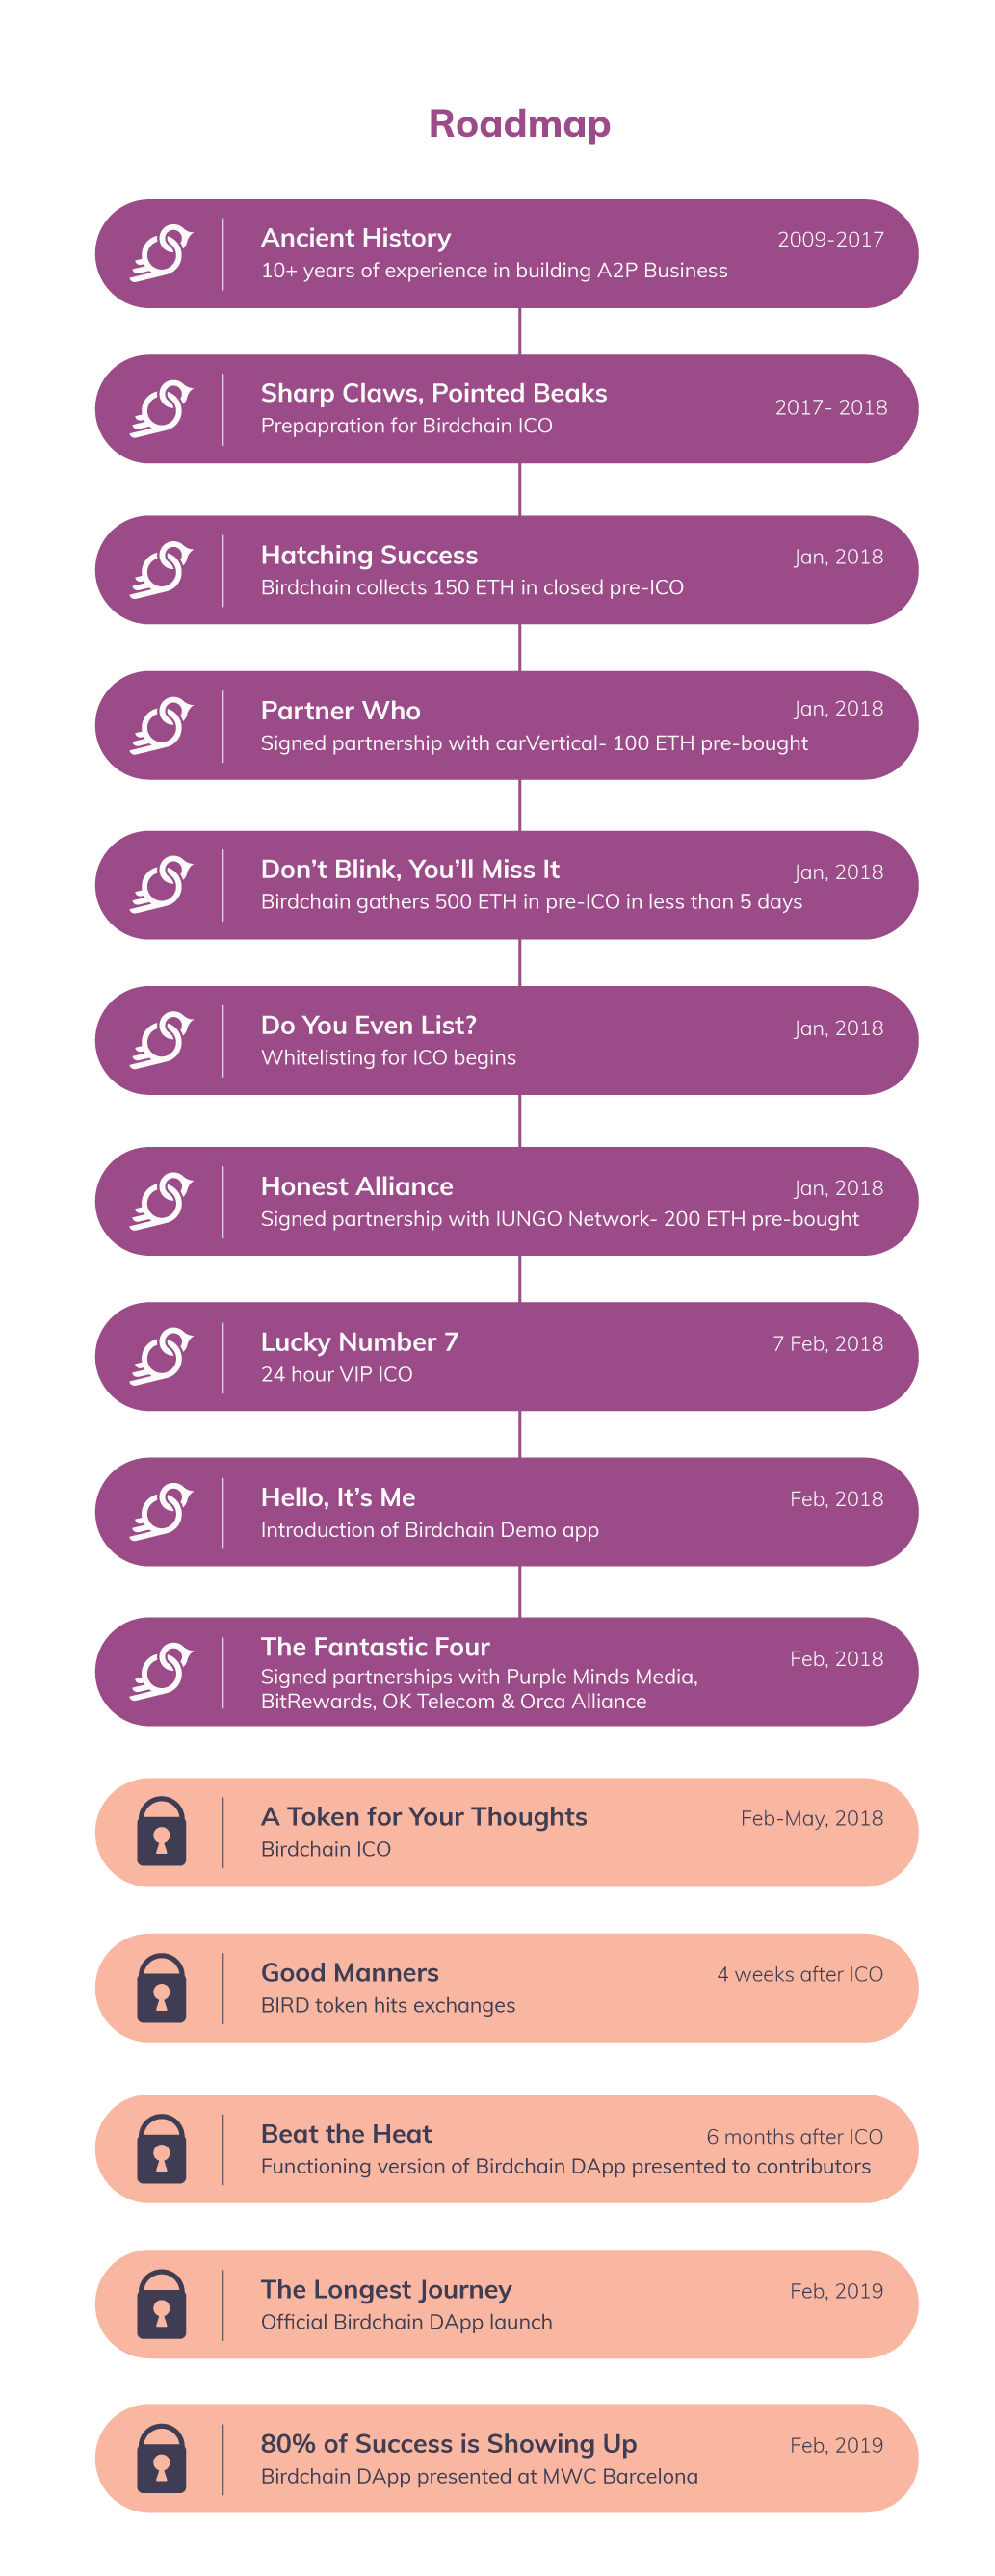 Roadmap
Ancient History
2009-2017
10+ years of experience in building A2P Business
Sharp Claws, Pointed Beaks
2017- 2018
Prepapration for Birdchain ICO
Hatching Success
Jan, 2018
Birdchain collects 150 ETH in closed pre-ICO
Partner Who
Jan, 2018
Signed partnership with carVertical- 100 ETH pre-bought
Don’t Blink, You’ll Miss It
Jan, 2018
Birdchain gathers 500 ETH in pre-ICO in less than 5 days
Do You Even List?
Jan, 2018
Whitelisting for ICO begins
Honest Alliance
Jan, 2018
Signed partnership with IUNGO Network- 200 ETH pre-bought
Lucky Number 7
7 Feb, 2018
24 hour VIP ICO
Hello, It’s Me
Feb, 2018
Introduction of Birdchain Demo app
The Fantastic Four
Feb, 2018
Signed partnerships with Purple Minds Media,
BitRewards, OK Telecom & Orca Alliance
A Token for Your Thoughts
Feb-May, 2018
Birdchain ICO
Good Manners
4 weeks after ICO
BIRD token hits exchanges
Beat the Heat
6 months after ICO
Functioning version of Birdchain DApp presented to contributors
The Longest Journey
Feb, 2019
Official Birdchain DApp launch
80% of Success is Showing Up
Feb, 2019
Birdchain DApp presented at MWC Barcelona